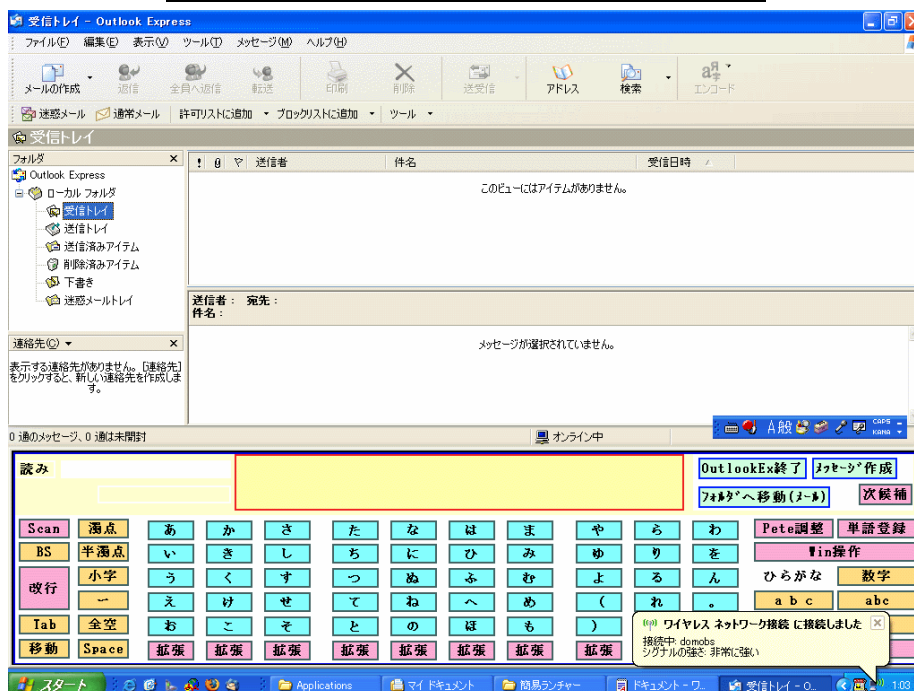 受信トレイ - Outlook Express
ファイル(F) 編集(E) 表示(V) ツール(T) メッセージ(M) ヘルプ(H)
メールの作成 返信 全員へ返信 転送 印刷 削除 送受信 アドレス 検索 エンコード
迷惑メール 通常メール 許可リストに追加 ブロックリストに追加 ツール
受信トレイ
フォルダ
Outlook Express
ローカル フォルダ
受信トレイ
送信トレイ
送信済みアイテム
削除済みアイテム
下書き
迷惑メールトレイ
送信者 件名 受信日時
このビューにはアイテムがありません。
送信者: 宛先:
件名:
メッセージが選択されていません。
連絡先(C)
表示する連絡先がありません。[連絡先]
をクリックすると、新しい連絡先を作成しま
す。
0 通のメッセージ、0 通は未開封 オンライン中
A 般 CAPS KANA
読み OutlookEx終了 メッセージ作成
フォルダへ移動(メール) 次候補
Scan 濁点 あ か さ た な は ま や ら わ Pete調整 単語登録
BS 半濁点 い き し ち に ひ み ゆ り を Win操作
改行 小字 う く す つ ぬ ふ む よ る ん ひらがな 数字
ー え け せ て ね へ め ( れ 。 abc abc
Tab 全空 お こ そ と の ほ も )
移動 Space 拡張 拡張 拡張 拡張 拡張 拡張 拡張 拡張
ワイヤレス ネットワーク接続 に接続しました
接続中: domobs
シグナルの強さ: 非常に強い
スタート Applications マイ ドキュメント 簡易ランチャー ドキュメント - ワ... 受信トレイ - O... 1:03